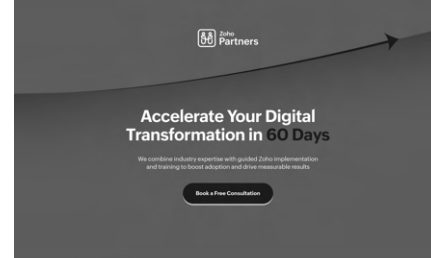 Zoho
Partners
Accelerate Your Digital
Transformation in 60 Days
We combine industry expertise with guided Zoho implementation
and training to boost adoption and drive measurable results
Book a Free Consultation